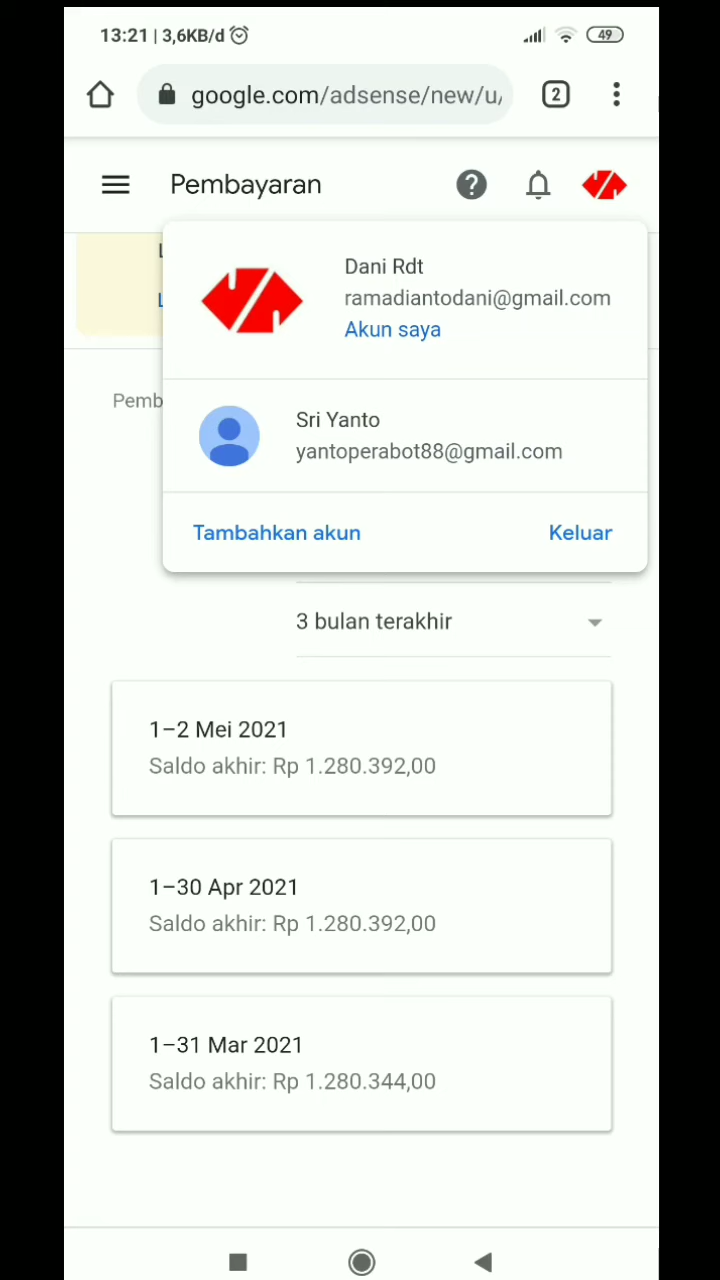 13:21 | 3,6KB/d
49
google.com/adsense/new/u/
2
Pembayaran
L
Dani Rdt
ramadiantodani@gmail.com
L
Akun saya
Pemb
Sri Yanto
yantoperabot88@gmail.com
Tambahkan akun Keluar
3 bulan terakhir
1–2 Mei 2021
Saldo akhir: Rp 1.280.392,00
1–30 Apr 2021
Saldo akhir: Rp 1.280.392,00
1–31 Mar 2021
Saldo akhir: Rp 1.280.344,00